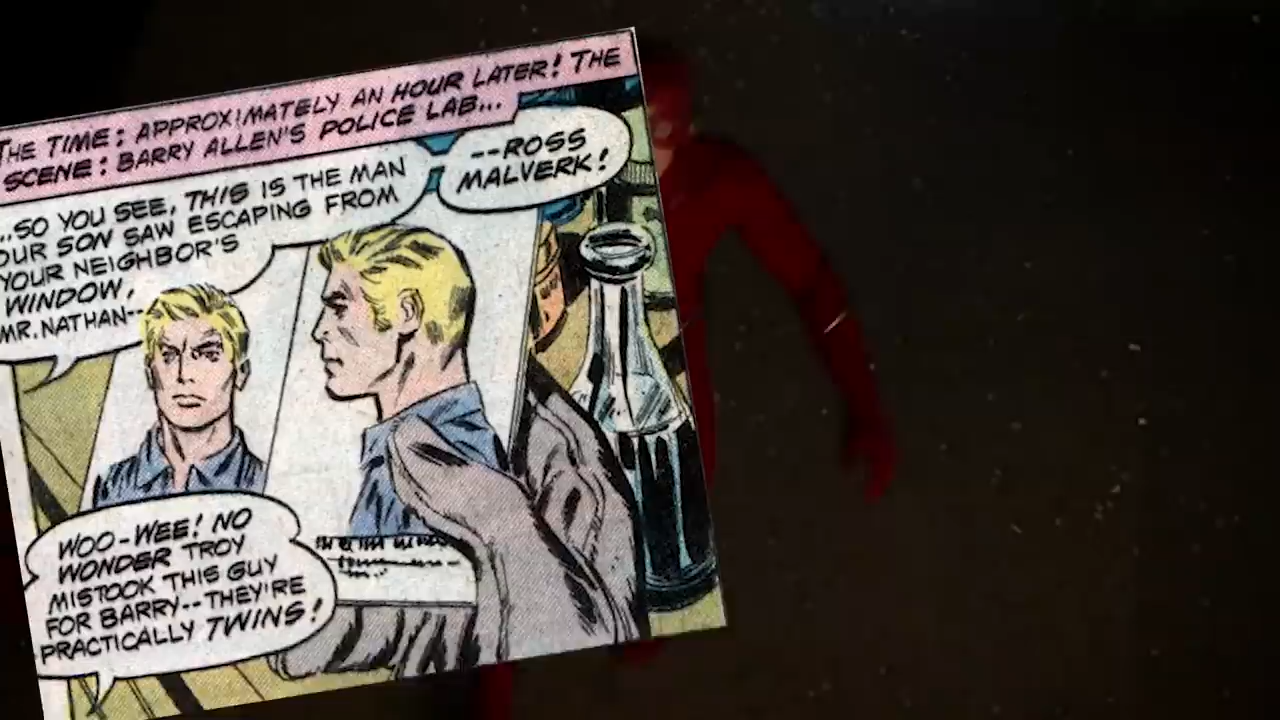 THE TIME: APPROXIMATELY AN HOUR LATER! THE
SCENE: BARRY ALLEN'S POLICE LAB...
...SO YOU SEE, THIS IS THE MAN
OUR SON SAW ESCAPING FROM
YOUR NEIGHBOR'S
WINDOW,
MR. NATHAN--
--ROSS
MALVERK!
WOO-WEE! NO
WONDER TROY
MISTOOK THIS GUY
FOR BARRY--THEY'RE
PRACTICALLY TWINS!